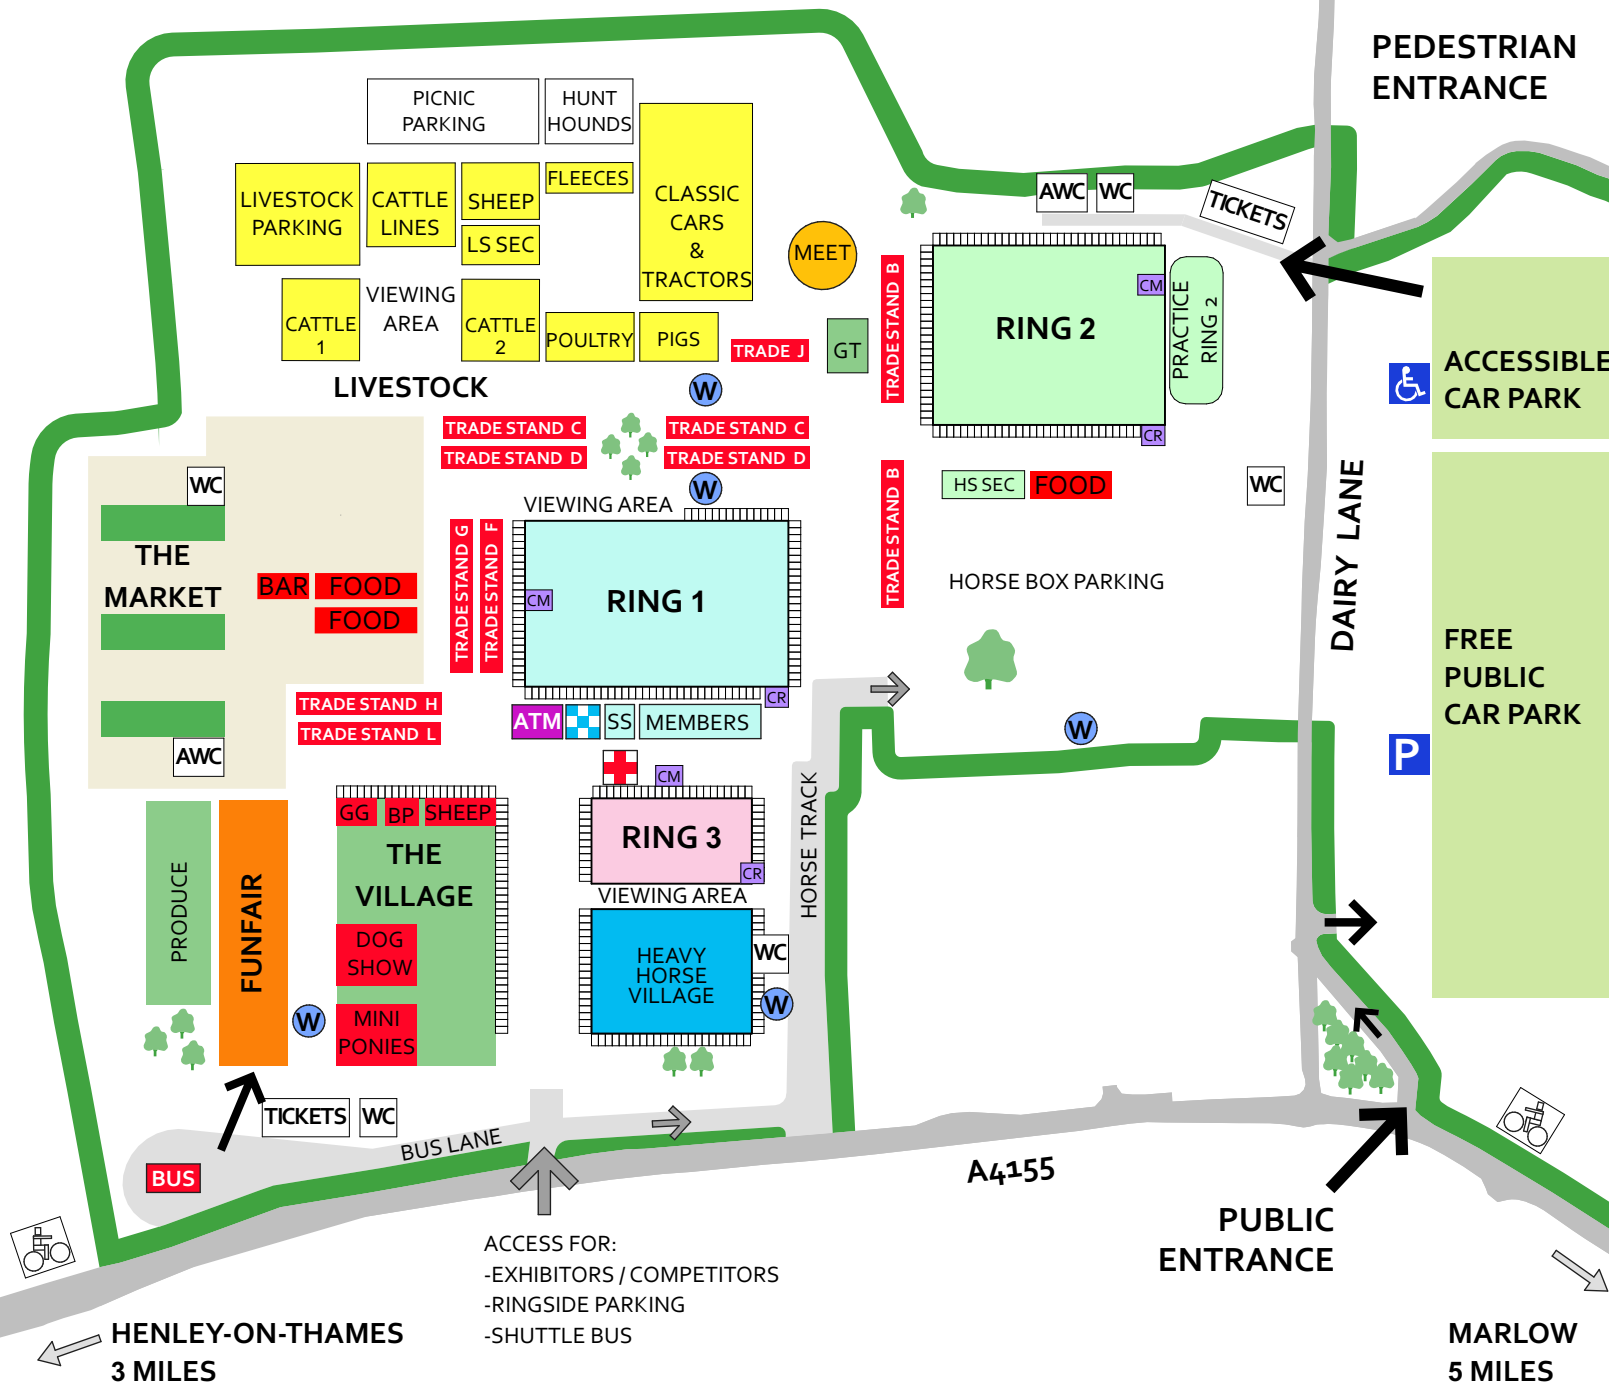 PEDESTRIAN
ENTRANCE
PICNIC
PARKING
HUNT
HOUNDS
LIVESTOCK
PARKING
CATTLE
LINES
SHEEP
FLEECES
LS SEC
CLASSIC
CARS
&
TRACTORS
AWC
WC
TICKETS
MEET
CATTLE
1
VIEWING
AREA
CATTLE
2
POULTRY
PIGS
TRADE J
GT
TRADE STAND B
RING 2
CM
CR
PRACTICE
RING 2
ACCESSIBLE
CAR PARK
LIVESTOCK
W
TRADE STAND C
TRADE STAND D
TRADE STAND C
TRADE STAND D
W
VIEWING AREA
TRADE STAND B
HS SEC
FOOD
WC
HORSE BOX PARKING
DAIRY LANE
WC
THE
MARKET
BAR
FOOD
FOOD
TRADE STAND G
TRADE STAND F
CM
RING 1
CR
FREE
PUBLIC
CAR PARK
P
TRADE STAND H
TRADE STAND L
ATM
SS
MEMBERS
W
AWC
CM
RING 3
CR
VIEWING AREA
HORSE TRACK
PRODUCE
FUNFAIR
GG
BP
SHEEP
THE
VILLAGE
DOG
SHOW
MINI
PONIES
W
HEAVY
HORSE
VILLAGE
WC
W
TICKETS
WC
BUS LANE
BUS
A4155
PUBLIC
ENTRANCE
ACCESS FOR:
-EXHIBITORS / COMPETITORS
-RINGSIDE PARKING
-SHUTTLE BUS
HENLEY-ON-THAMES
3 MILES
MARLOW
5 MILES